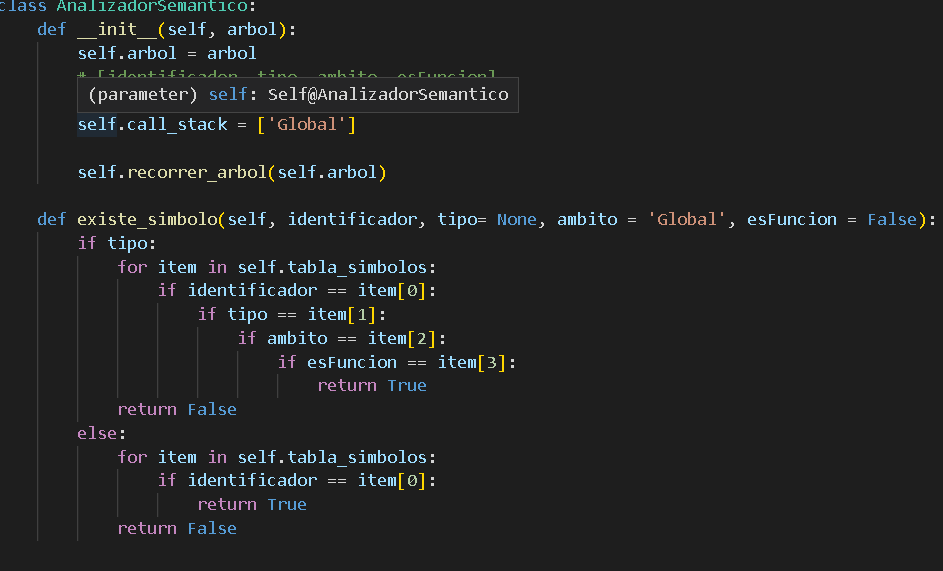 class AnalizadorSemantico:
def __init__(self, arbol):
self.arbol = arbol
# [identificador, tipo, ambito, esFuncion]
(parameter) self: Self@AnalizadorSemantico
self.call_stack = ['Global']
self.recorrer_arbol(self.arbol)
def existe_simbolo(self, identificador, tipo= None, ambito = 'Global', esFuncion = False):
if tipo:
for item in self.tabla_simbolos:
if identificador == item[0]:
if tipo == item[1]:
if ambito == item[2]:
if esFuncion == item[3]:
return True
return False
else:
for item in self.tabla_simbolos:
if identificador == item[0]:
return True
return False